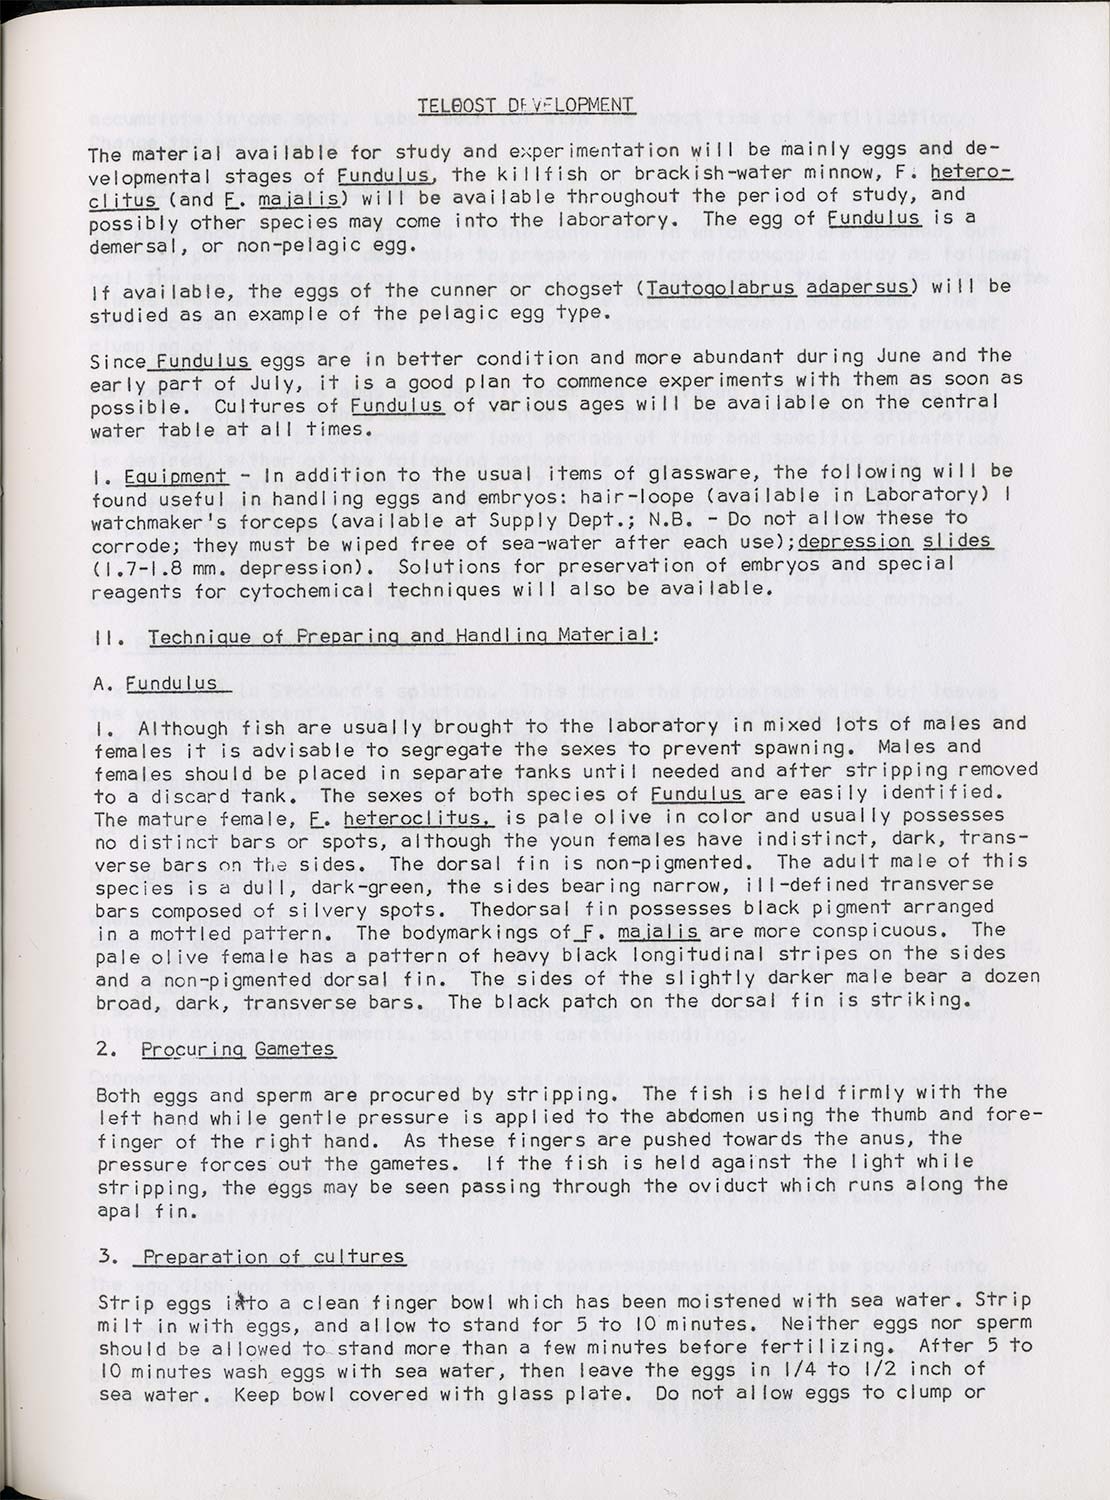 TELEOST DEVELOPMENT
The material available for study and experimentation will be mainly eggs and de-
velopmental stages of Fundulus, the killfish or brackish-water minnow, F. hetero-
clitus (and F. majalis) will be available throughout the period of study, and
possibly other species may come into the laboratory. The egg of Fundulus is a
demersal, or non-pelagic egg.
If available, the eggs of the cunner or chogset (Tautogolabrus adapersus) will be
studied as an example of the pelagic egg type.
Since Fundulus eggs are in better condition and more abundant during June and the
early part of July, it is a good plan to commence experiments with them as soon as
possible. Cultures of Fundulus of various ages will be available on the central
water table at all times.
I. Equipment - In addition to the usual items of glassware, the following will be
found useful in handling eggs and embryos: hair-loope (available in Laboratory) I
watchmaker's forceps (available at Supply Dept.; N.B. - Do not allow these to
corrode; they must be wiped free of sea-water after each use);depression slides
(1.7-1.8 mm. depression). Solutions for preservation of embryos and special
reagents for cytochemical techniques will also be available.
II. Technique of Preparing and Handling Material:
A. Fundulus
I. Although fish are usually brought to the laboratory in mixed lots of males and
females it is advisable to segregate the sexes to prevent spawning. Males and
females should be placed in separate tanks until needed and after stripping removed
to a discard tank. The sexes of both species of Fundulus are easily identified.
The mature female, F. heteroclitus, is pale olive in color and usually possesses
no distinct bars or spots, although the youn females have indistinct, dark, trans-
verse bars on the sides. The dorsal fin is non-pigmented. The adult male of this
species is a dull, dark-green, the sides bearing narrow, ill-defined transverse
bars composed of silvery spots. Thedorsal fin possesses black pigment arranged
in a mottled pattern. The bodymarkings of F. majalis are more conspicuous. The
pale olive female has a pattern of heavy black longitudinal stripes on the sides
and a non-pigmented dorsal fin. The sides of the slightly darker male bear a dozen
broad, dark, transverse bars. The black patch on the dorsal fin is striking.
2. Procuring Gametes
Both eggs and sperm are procured by stripping. The fish is held firmly with the
left hand while gentle pressure is applied to the abdomen using the thumb and fore-
finger of the right hand. As these fingers are pushed towards the anus, the
pressure forces out the gametes. If the fish is held against the light while
stripping, the eggs may be seen passing through the oviduct which runs along the
apal fin.
3. Preparation of cultures
Strip eggs into a clean finger bowl which has been moistened with sea water. Strip
milt in with eggs, and allow to stand for 5 to 10 minutes. Neither eggs nor sperm
should be allowed to stand more than a few minutes before fertilizing. After 5 to
10 minutes wash eggs with sea water, then leave the eggs in 1/4 to 1/2 inch of
sea water. Keep bowl covered with glass plate. Do not allow eggs to clump or